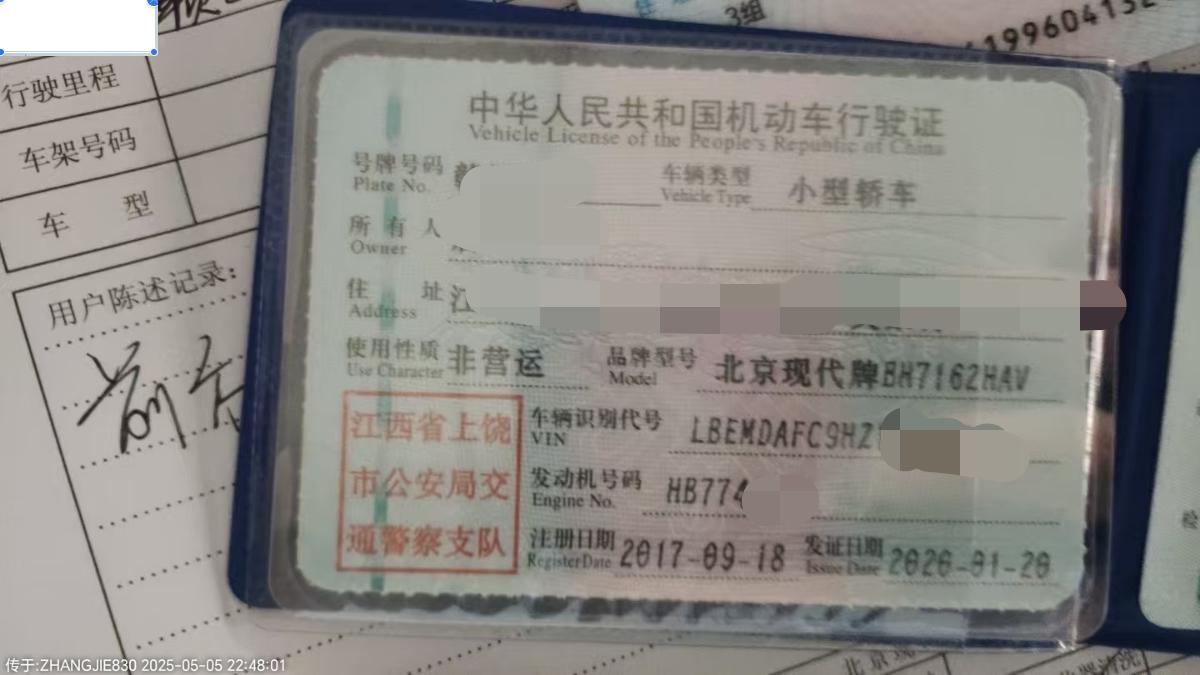 3组
1996041
行驶里程
车架号码
车 型
用户陈述记录:
前
中华人民共和国机动车行驶证
Vehicle License of the People's Republic of China
号牌号码
Plate No.
车辆类型 小型轿车
Vehicle Type
所有人
Owner
住 址 江
Address
使用性质 非营运 品牌型号 北京现代牌BH7162HAV
Use Character Model
江西省上饶
市公安局交
通警察支队
车辆识别代号 LBEMDAFC9HZ
VIN
发动机号码 HB774
Engine No.
注册日期 2017-09-18 发证日期 2020-01-20
Register Date Issue Date
传于:ZHANGJIE830 2025-05-05 22:48:01